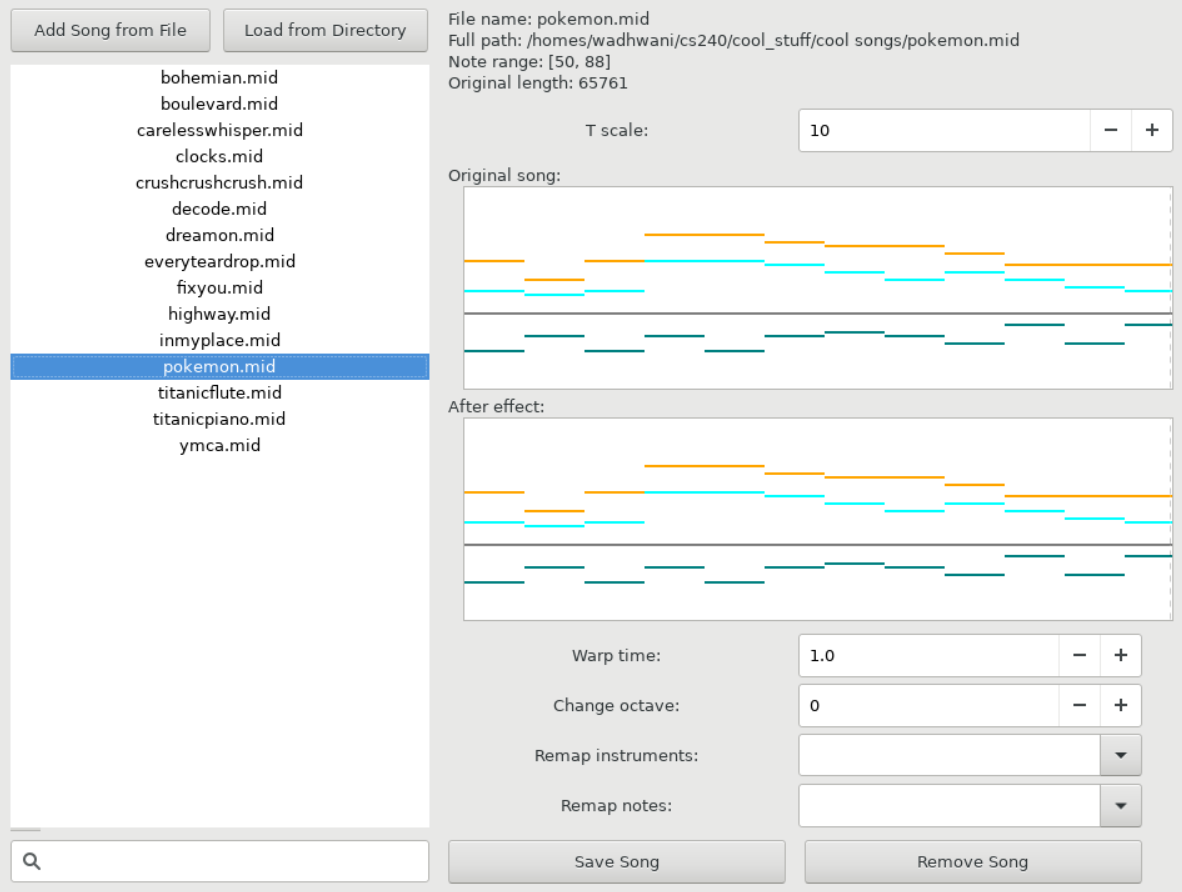 Add Song from File
Load from Directory
bohemian.mid
boulevard.mid
carelesswhisper.mid
clocks.mid
crushcrushcrush.mid
decode.mid
dreamon.mid
everyteardrop.mid
fixyou.mid
highway.mid
inmyplace.mid
pokemon.mid
titanicflute.mid
titanicpiano.mid
ymca.mid
File name: pokemon.mid
Full path: /homes/wadhwani/cs240/cool_stuff/cool songs/pokemon.mid
Note range: [50, 88]
Original length: 65761
T scale:
10
Original song:
After effect:
Warp time:
1.0
Change octave:
0
Remap instruments:
Remap notes:
Save Song
Remove Song